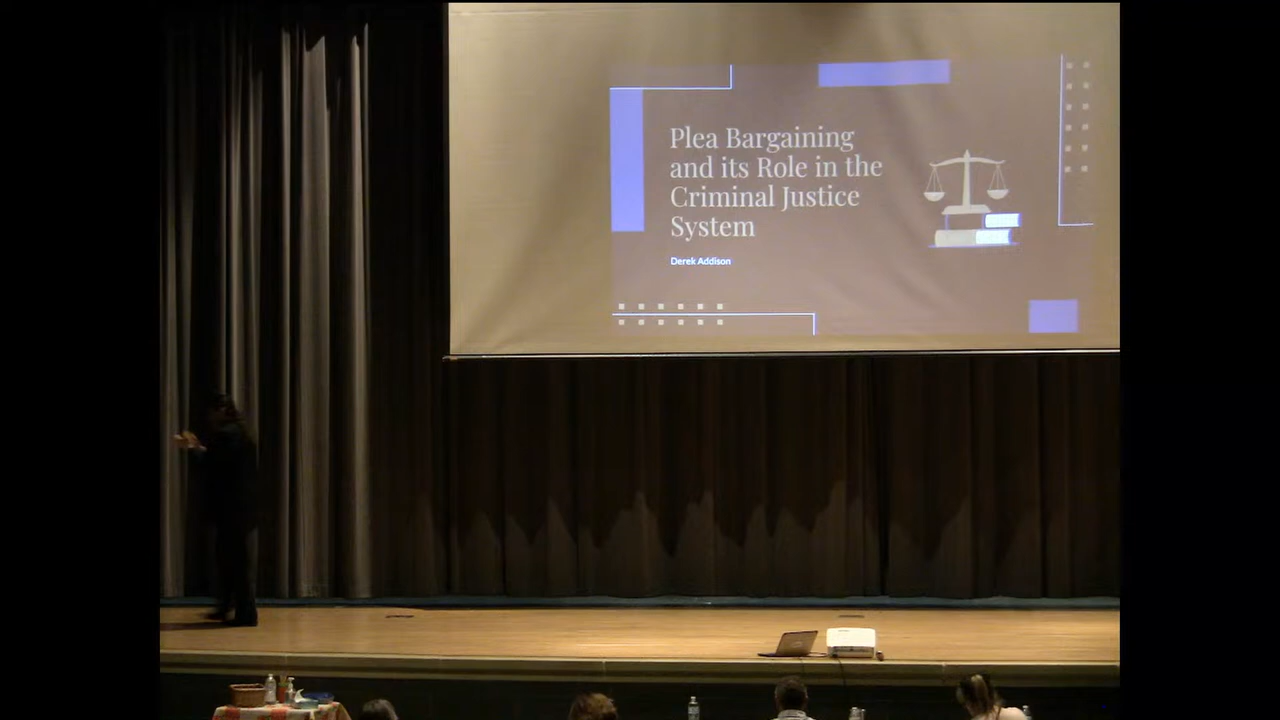 Plea Bargaining
and its Role in the
Criminal Justice
System
Derek Addison